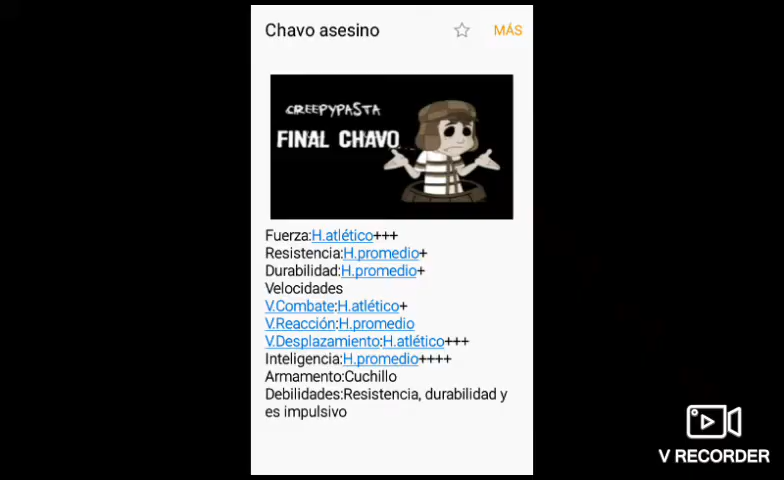 Chavo asesino
MÁS
CREEPYPASTA
FINAL CHAVO
Fuerza:H.atlético+++
Resistencia:H.promedio+
Durabilidad:H.promedio+
Velocidades
V.Combate:H.atlético+
V.Reacción:H.promedio
V.Desplazamiento:H.atlético+++
Inteligencia:H.promedio++++
Armamento:Cuchillo
Debilidades:Resistencia, durabilidad y
es impulsivo
V RECORDER